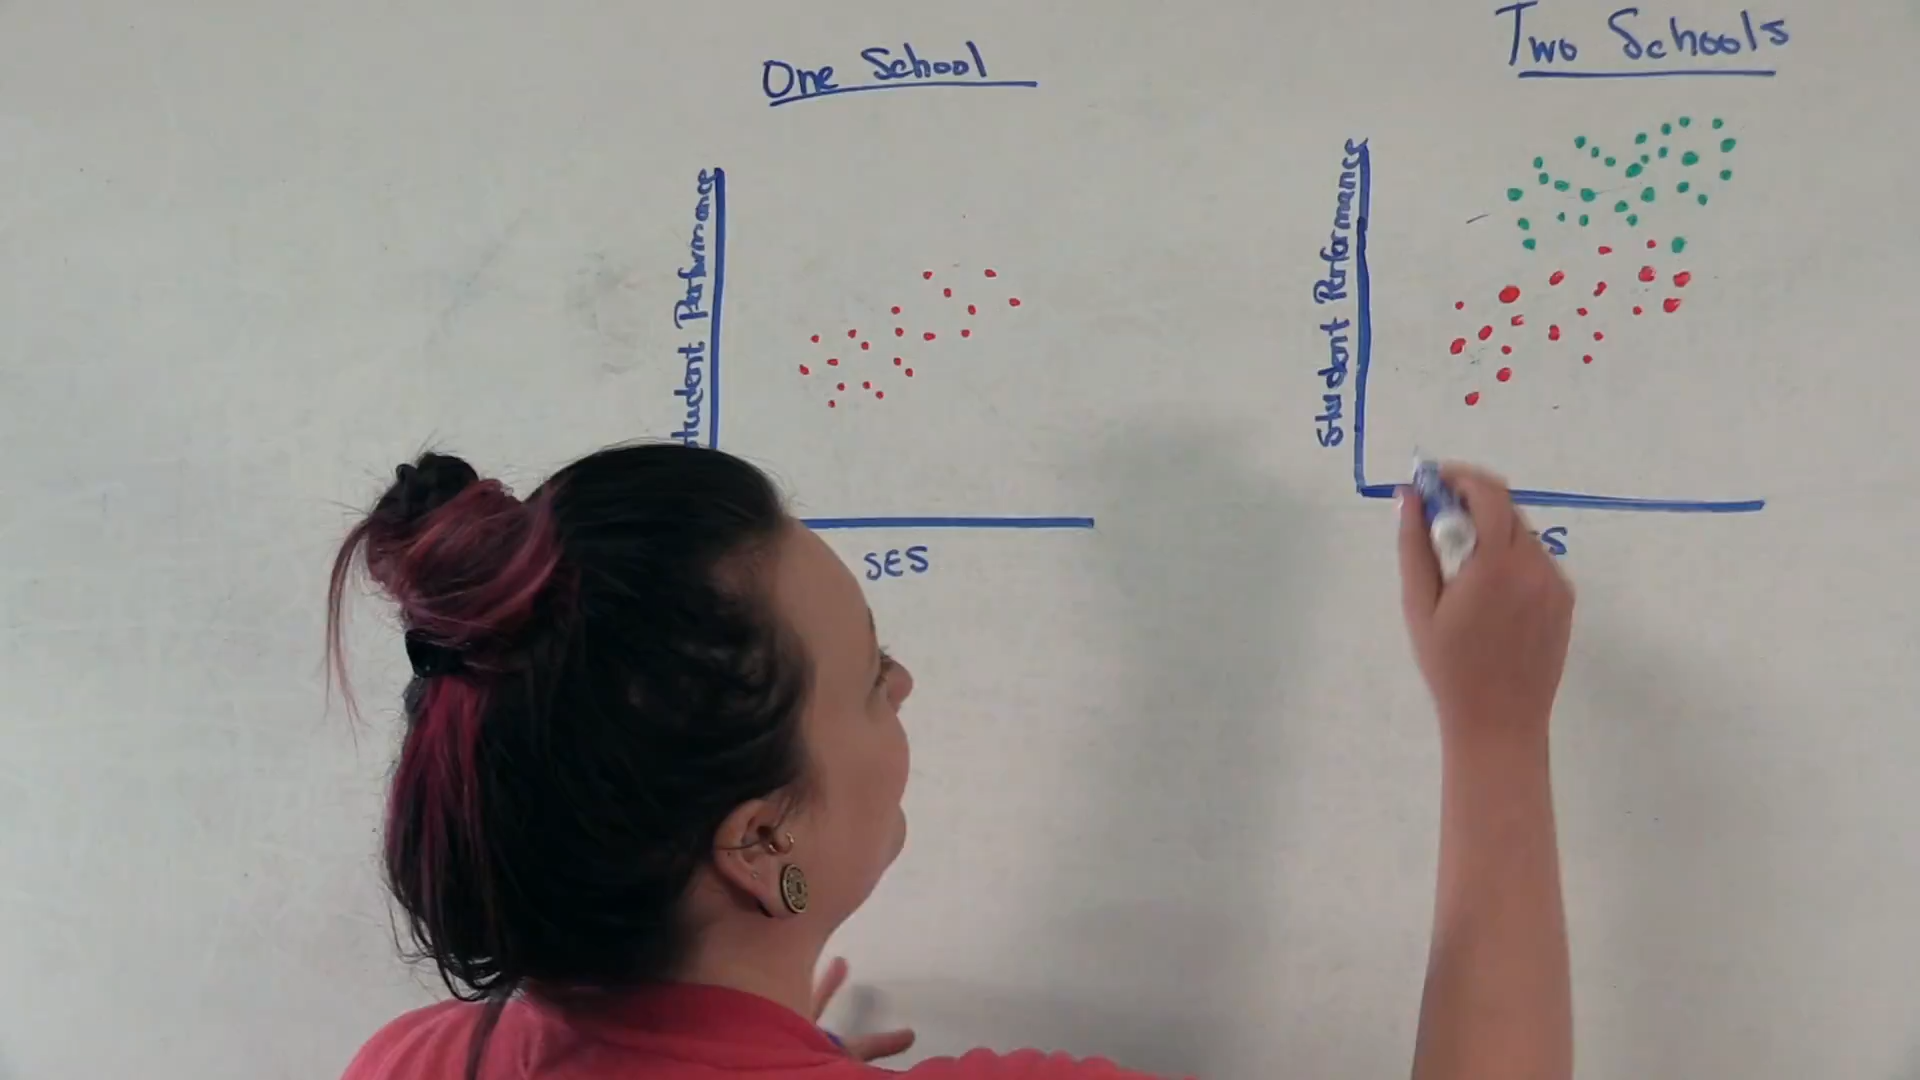 One School
Student Performance
SES
Two Schools
Student Performance